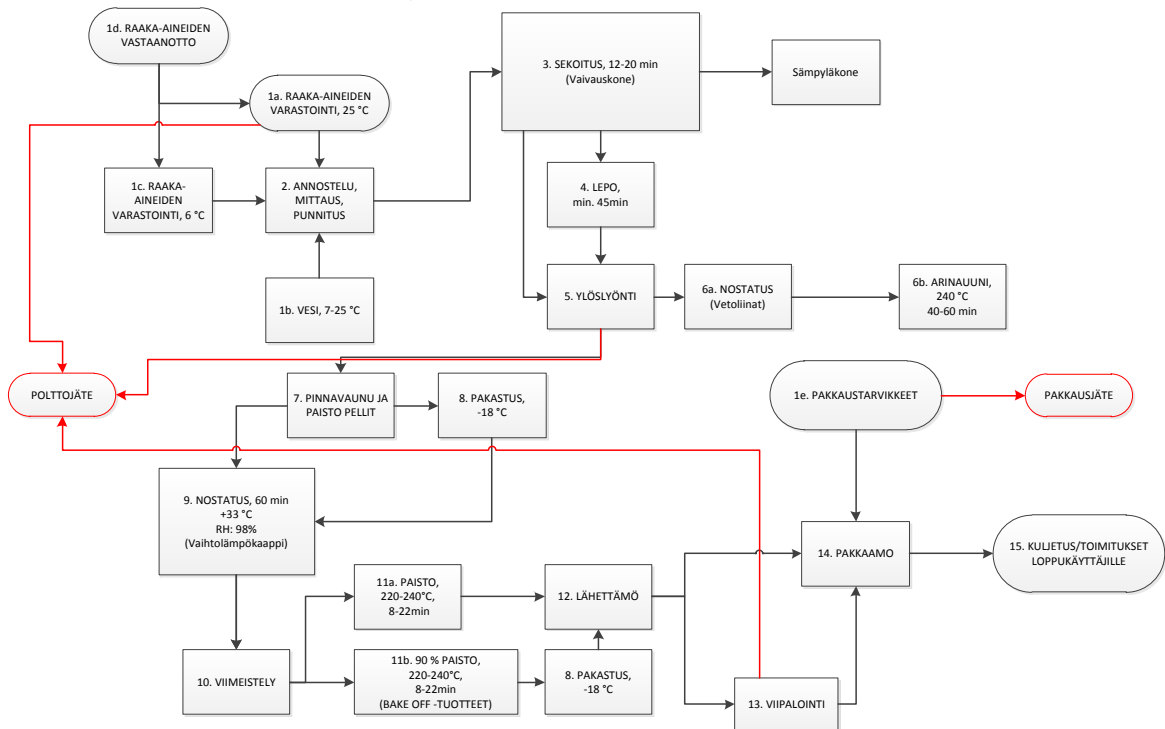 1d. RAAKA-AINEIDEN
VASTAANOTTO
1a. RAAKA-AINEIDEN
VARASTOINTI, 25 °C
3. SEKOITUS, 12-20 min
(Vaivauskone)
Sämpyläkone
1c. RAAKA-
AINEIDEN
VARASTOINTI, 6 °C
2. ANNOSTELU,
MITTAUS,
PUNNITUS
4. LEPO,
min. 45min
1b. VESI, 7-25 °C
5. YLÖSLYÖNTI
6a. NOSTATUS
(Vetoliinat)
6b. ARINAUUNI,
240 °C
40-60 min
POLTTOJÄTE
7. PINNAVAUNU JA
PAISTO PELLIT
8. PAKASTUS,
-18 °C
1e. PAKKAUSTARVIKKEET
PAKKAUSJÄTE
9. NOSTATUS, 60 min
+33 °C
RH: 98%
(Vaihtolämpökaappi)
14. PAKKAAMO
15. KULJETUS/TOIMITUKSET
LOPPUKÄYTTÄJILLE
11a. PAISTO,
220-240°C,
8-22min
12. LÄHETTÄMÖ
10. VIIMEISTELY
11b. 90 % PAISTO,
220-240°C,
8-22min
(BAKE OFF -TUOTTEET)
8. PAKASTUS,
-18 °C
13. VIIPALOINTI